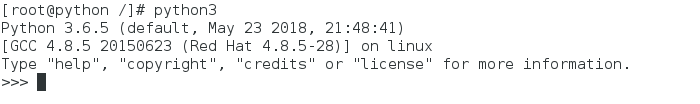 [root@python /]# python3
Python 3.6.5 (default, May 23 2018, 21:48:41)
[GCC 4.8.5 20150623 (Red Hat 4.8.5-28)] on linux
Type "help", "copyright", "credits" or "license" for more information.
>>>